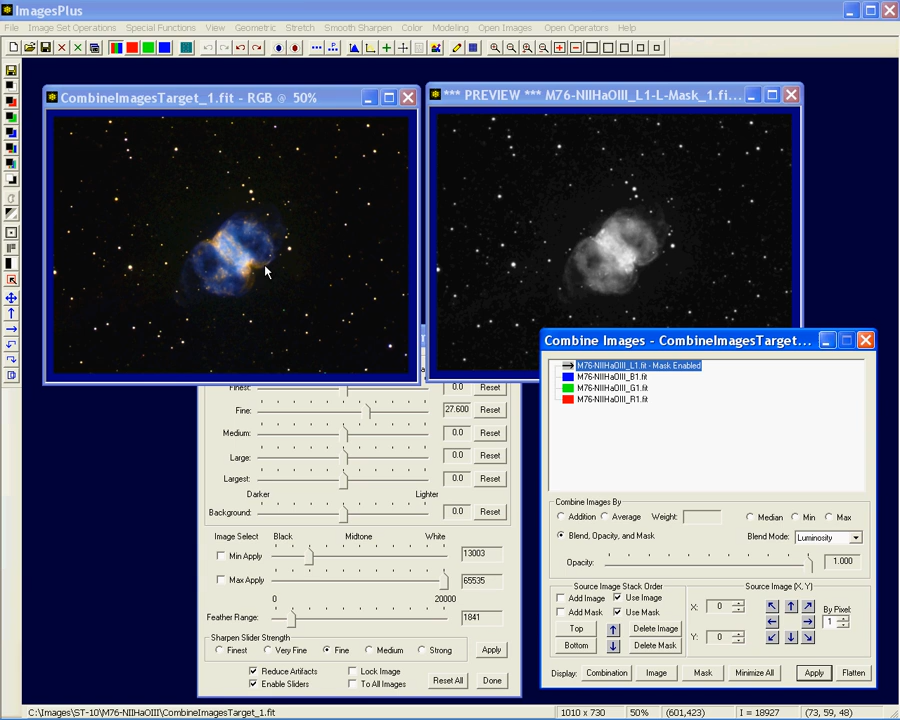 ImagesPlus
File Image Set Operations Special Functions View Geometric Stretch Smooth Sharpen Color Modeling Open Images Open Operators Help
CombineImagesTarget_1.fit - RGB @ 50%
*** PREVIEW *** M76-NIIHaOIII_L1-L-Mask_1.fi...
Combine Images - CombineImagesTarget...
M76-NIIHaOIII_L1.fit - Mask Enabled
M76-NIIHaOIII_B1.fit
M76-NIIHaOIII_G1.fit
M76-NIIHaOIII_R1.fit
Finest: 0.0 Reset
Fine: 27.600 Reset
Medium: 0.0 Reset
Large: 0.0 Reset
Largest: 0.0 Reset
Darker Lighter
Background: 0.0 Reset
Image Select Black Midtone White
Min Apply 13003
Max Apply 65535
0 20000
Feather Range: 1841
Sharpen Slider Strength
Finest Very Fine Fine Medium Strong Apply
Reduce Artifacts Lock Image
Enable Sliders To All Images Reset All Done
Combine Images By
Addition Average Weight: Median Min Max
Blend, Opacity, and Mask Blend Mode: Luminosity
Opacity: 1.000
Source Image Stack Order Source Image (X, Y)
Add Image Use Image
Add Mask Use Mask
Top Delete Image
Bottom Delete Mask
X: 0 By Pixel:
1
Y: 0
Display: Combination Image Mask Minimize All Apply Flatten
C:\Images\ST-10\M76-NIIHaOIII\CombineImagesTarget_1.fit 1010 x 730 50% (601,423) I = 18927 (73, 59, 48)